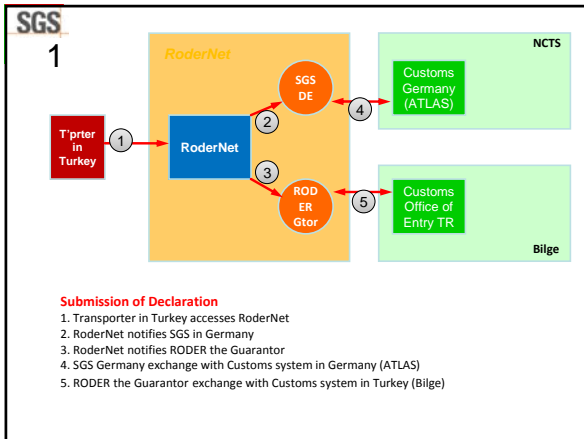 SGS
1
RoderNet
NCTS
SGS
DE
Customs
Germany
(ATLAS)
2
4
T'prter
in
Turkey
1
RoderNet
3
ROD
ER
Gtor
5
Customs
Office of
Entry TR
Bilge
Submission of Declaration
1. Transporter in Turkey accesses RoderNet
2. RoderNet notifies SGS in Germany
3. RoderNet notifies RODER the Guarantor
4. SGS Germany exchange with Customs system in Germany (ATLAS)
5. RODER the Guarantor exchange with Customs system in Turkey (Bilge)